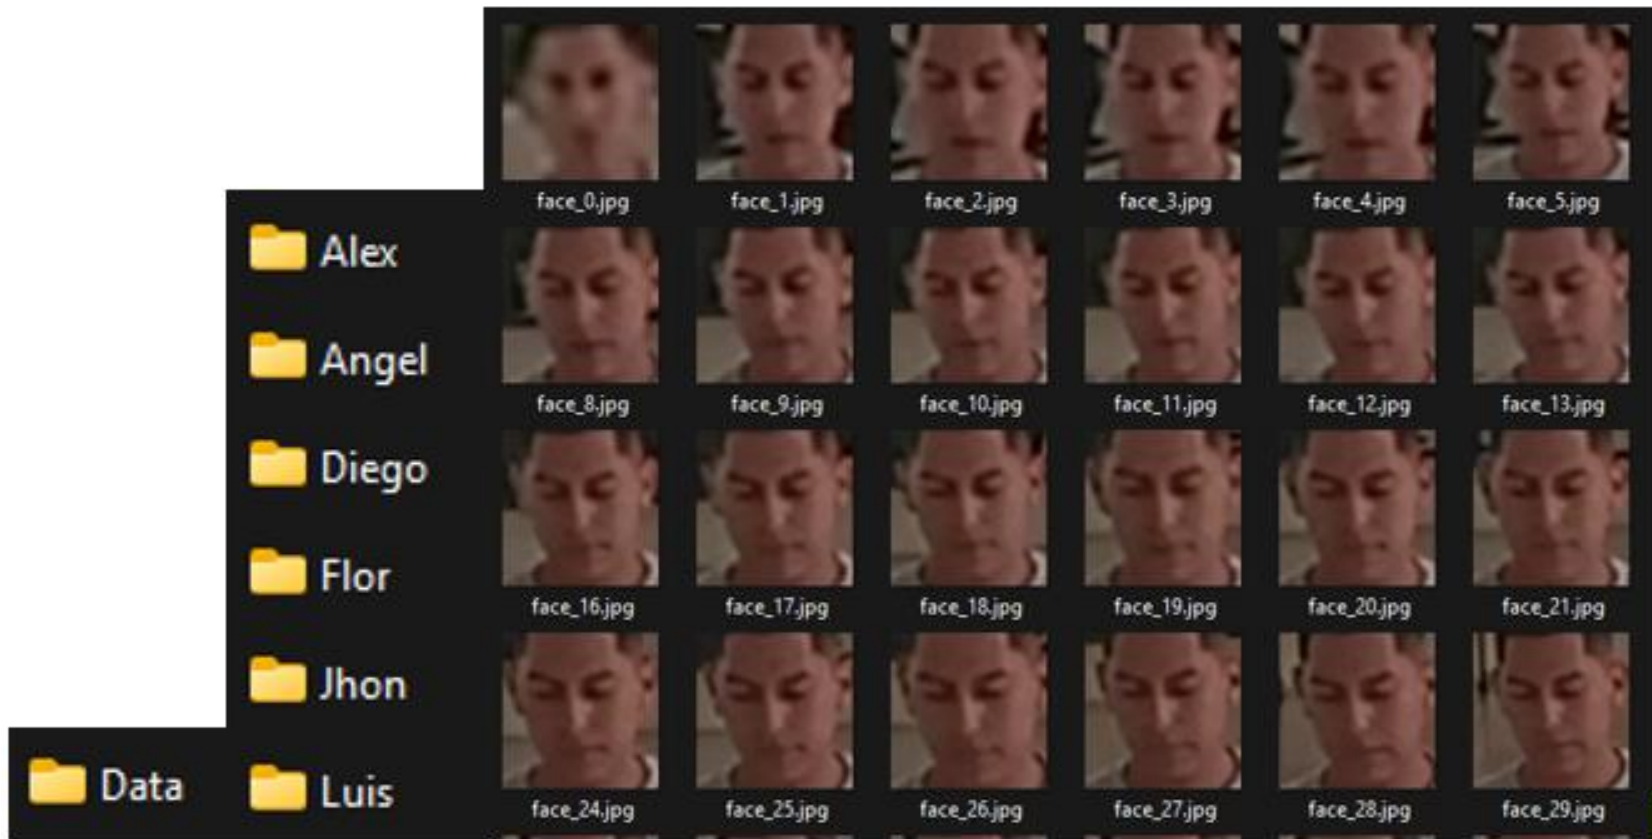 face_0.jpg face_1.jpg face_2.jpg face_3.jpg face_4.jpg face_5.jpg
Alex
Angel
face_8.jpg face_9.jpg face_10.jpg face_11.jpg face_12.jpg face_13.jpg
Diego
Flor
face_16.jpg face_17.jpg face_18.jpg face_19.jpg face_20.jpg face_21.jpg
Jhon
Data
Luis
face_24.jpg face_25.jpg face_26.jpg face_27.jpg face_28.jpg face_29.jpg